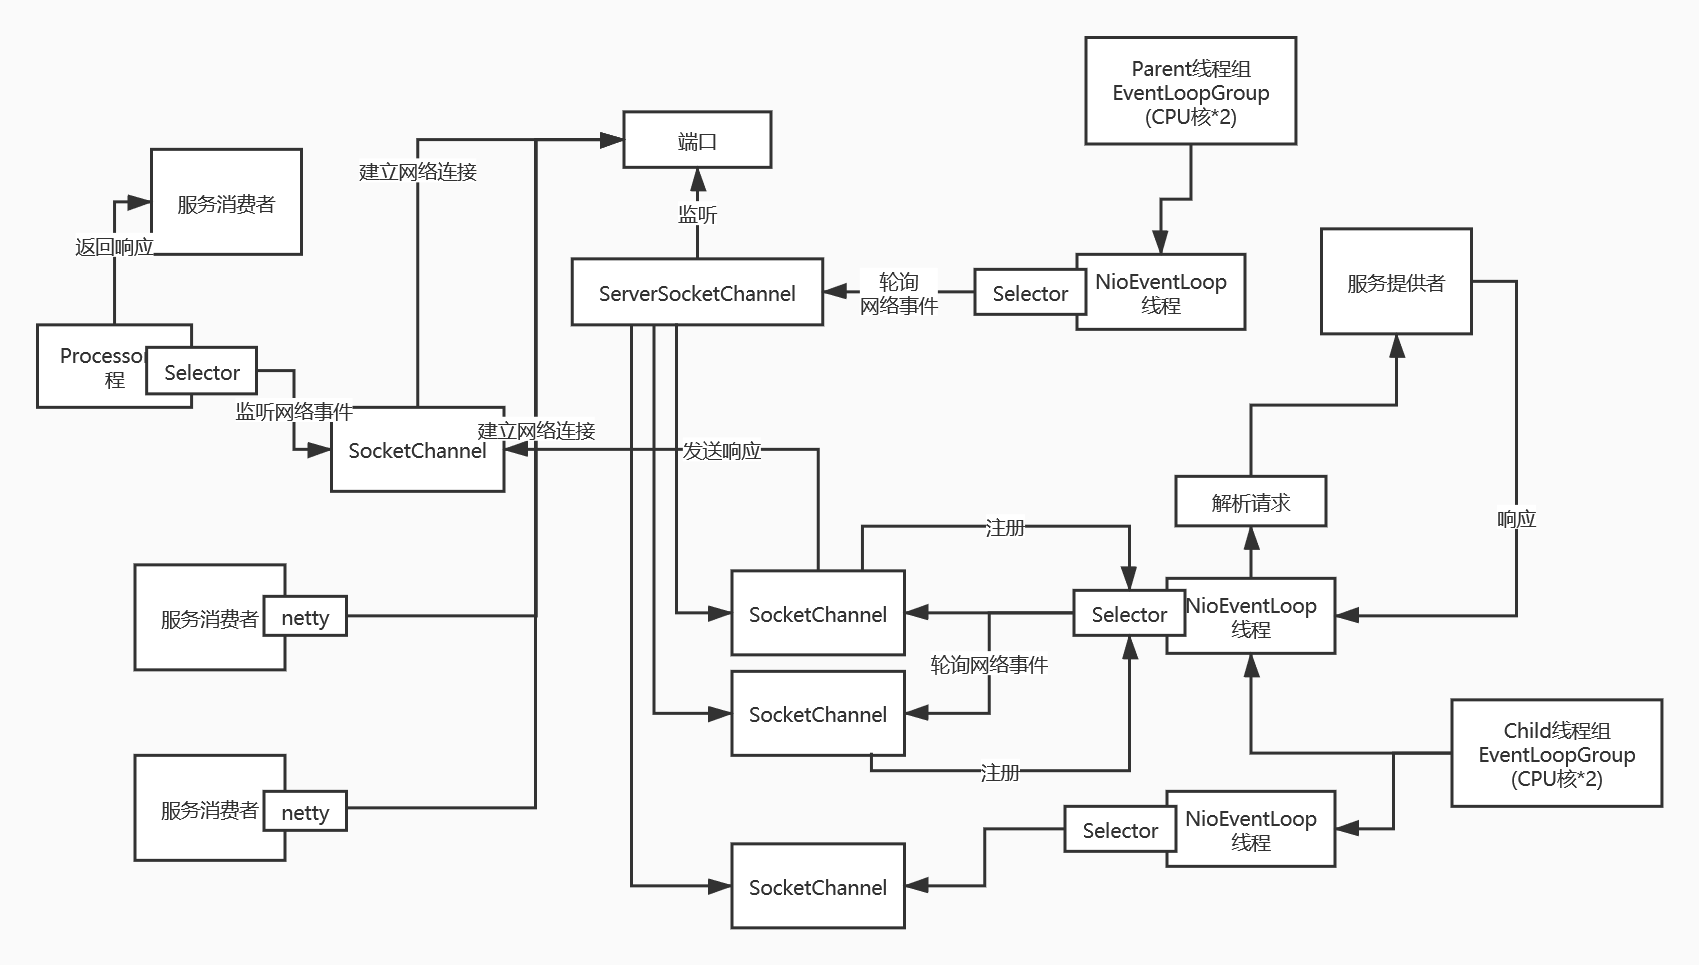 Parent线程组
EventLoopGroup
(CPU核*2)
端口
建立网络连接
服务消费者
监听
返回响应
轮询
网络事件
ServerSocketChannel
Selector
NioEventLoop
线程
服务提供者
Processo
程
Selector
监听网络事件
SocketChannel
建立网络连接
发送响应
解析请求
响应
注册
SocketChannel
Selector
NioEventLoop
线程
服务消费者
netty
轮询网络事件
SocketChannel
注册
Child线程组
EventLoopGroup
(CPU核*2)
服务消费者
netty
Selector
NioEventLoop
线程
SocketChannel